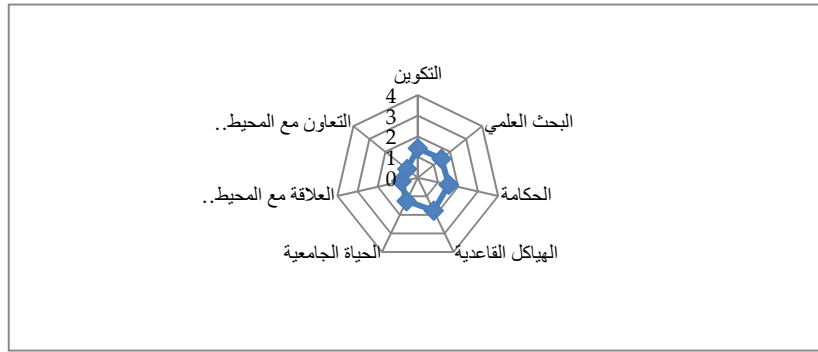 التكوين
4
3
2
1
0
البحث العلمي
الحكامة
الهياكل القاعدية
الحياة الجامعية
العلاقة مع المحيط..
التعاون مع المحيط..